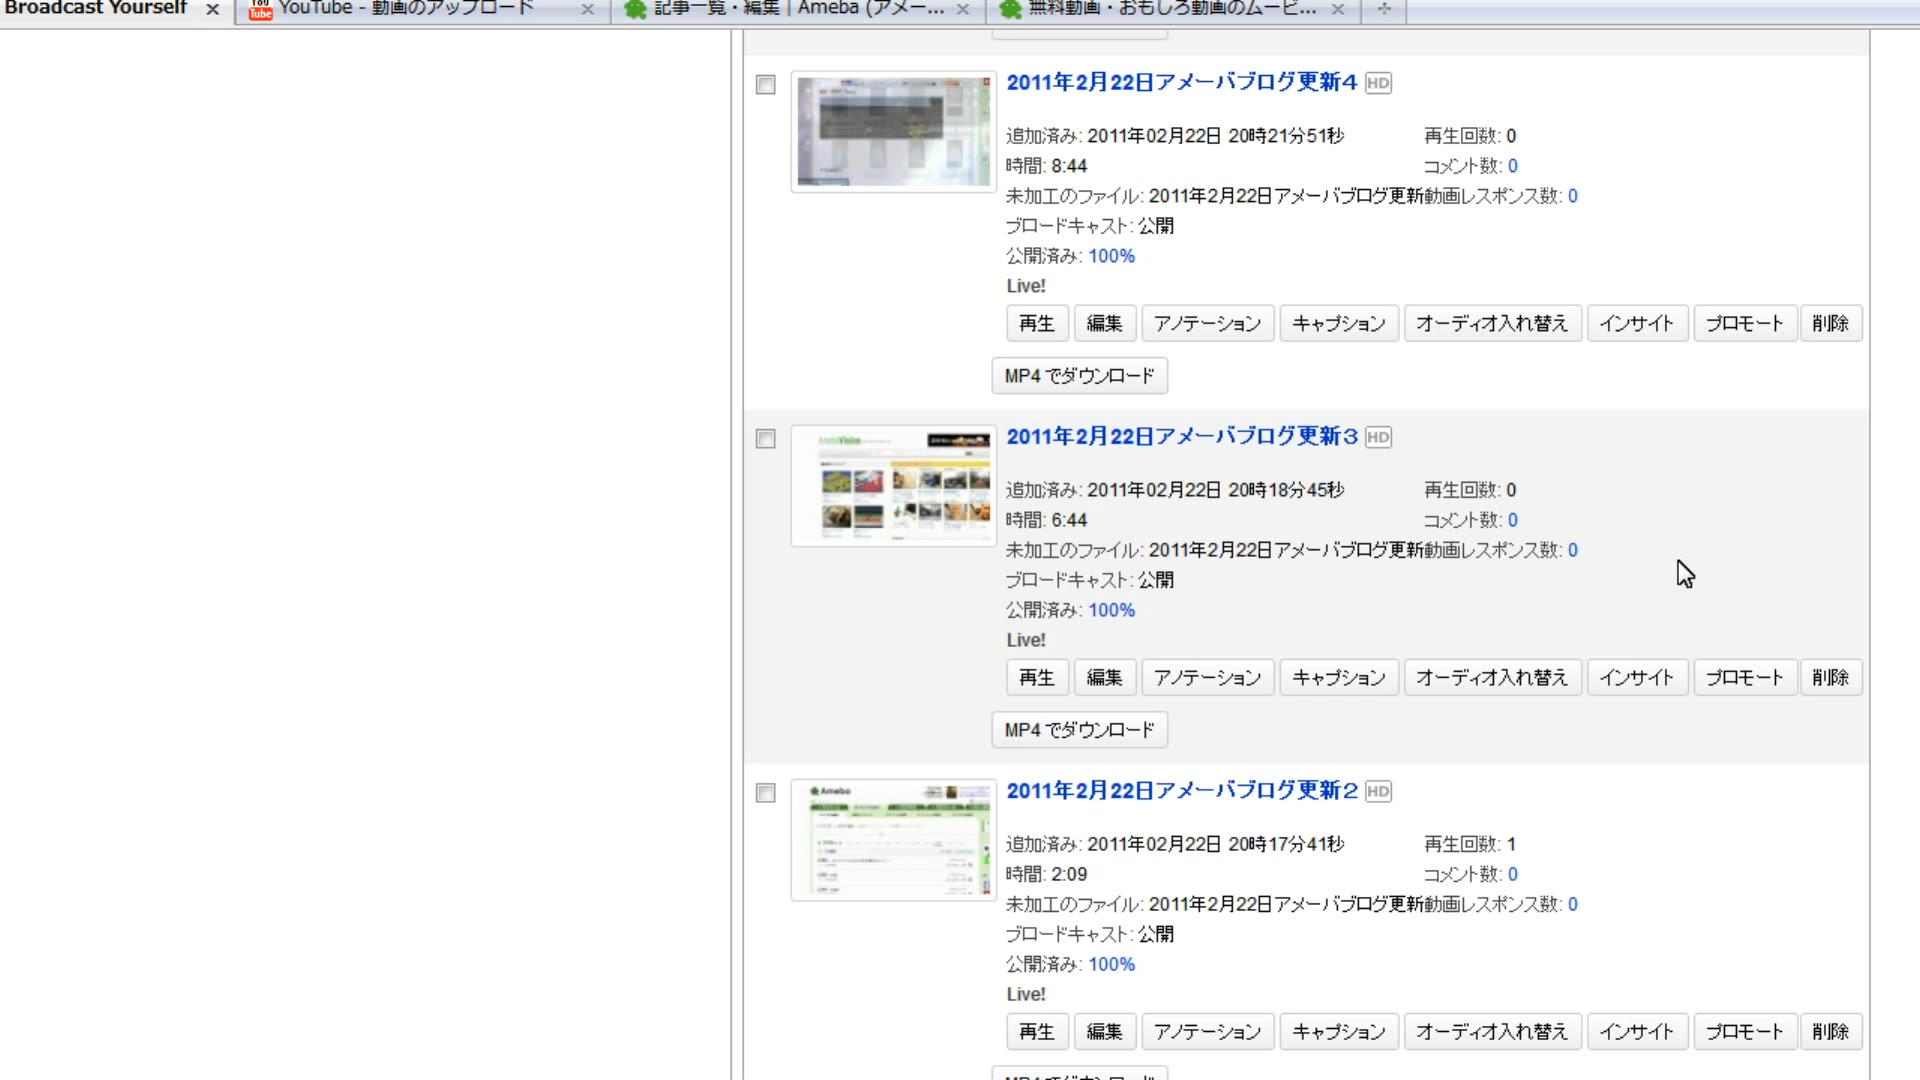 Broadcast Yourself
YouTube - 動画のアップロード
記事一覧・編集 | Ameba (アメー...
無料動画・おもしろ動画のムービ...
2011年2月22日アメーバブログ更新４ HD
追加済み: 2011年02月22日 20時21分51秒 再生回数: 0
時間: 8:44 コメント数: 0
未加工のファイル: 2011年2月22日アメーバブログ更新動画レスポンス数: 0
ブロードキャスト: 公開
公開済み: 100%
Live!
再生 編集 アノテーション キャプション オーディオ入れ替え インサイト プロモート 削除
MP4 でダウンロード
2011年2月22日アメーバブログ更新３ HD
追加済み: 2011年02月22日 20時18分45秒 再生回数: 0
時間: 6:44 コメント数: 0
未加工のファイル: 2011年2月22日アメーバブログ更新動画レスポンス数: 0
ブロードキャスト: 公開
公開済み: 100%
Live!
再生 編集 アノテーション キャプション オーディオ入れ替え インサイト プロモート 削除
MP4 でダウンロード
2011年2月22日アメーバブログ更新２ HD
Ameba
追加済み: 2011年02月22日 20時17分41秒 再生回数: 1
時間: 2:09 コメント数: 0
未加工のファイル: 2011年2月22日アメーバブログ更新動画レスポンス数: 0
ブロードキャスト: 公開
公開済み: 100%
Live!
再生 編集 アノテーション キャプション オーディオ入れ替え インサイト プロモート 削除